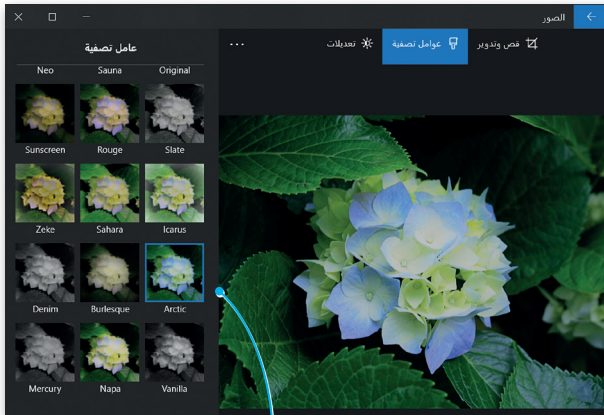 الصور
قص وتدوير
عوامل تصفية
تعديلات
عامل تصفية
Neo Sauna Original
Sunscreen Rouge Slate
Zeke Sahara Icarus
Denim Burlesque Arctic
Mercury Napa Vanilla